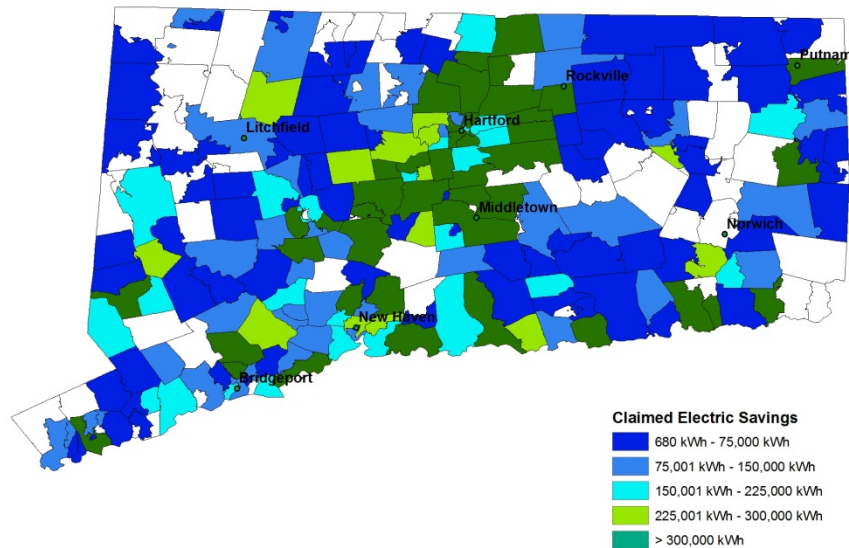 Putnam
Rockville
Hartford
Litchfield
Middletown
Norwich
New Haven
Bridgeport
Claimed Electric Savings
680 kWh - 75,000 kWh
75,001 kWh - 150,000 kWh
150,001 kWh - 225,000 kWh
225,001 kWh - 300,000 kWh
> 300,000 kWh